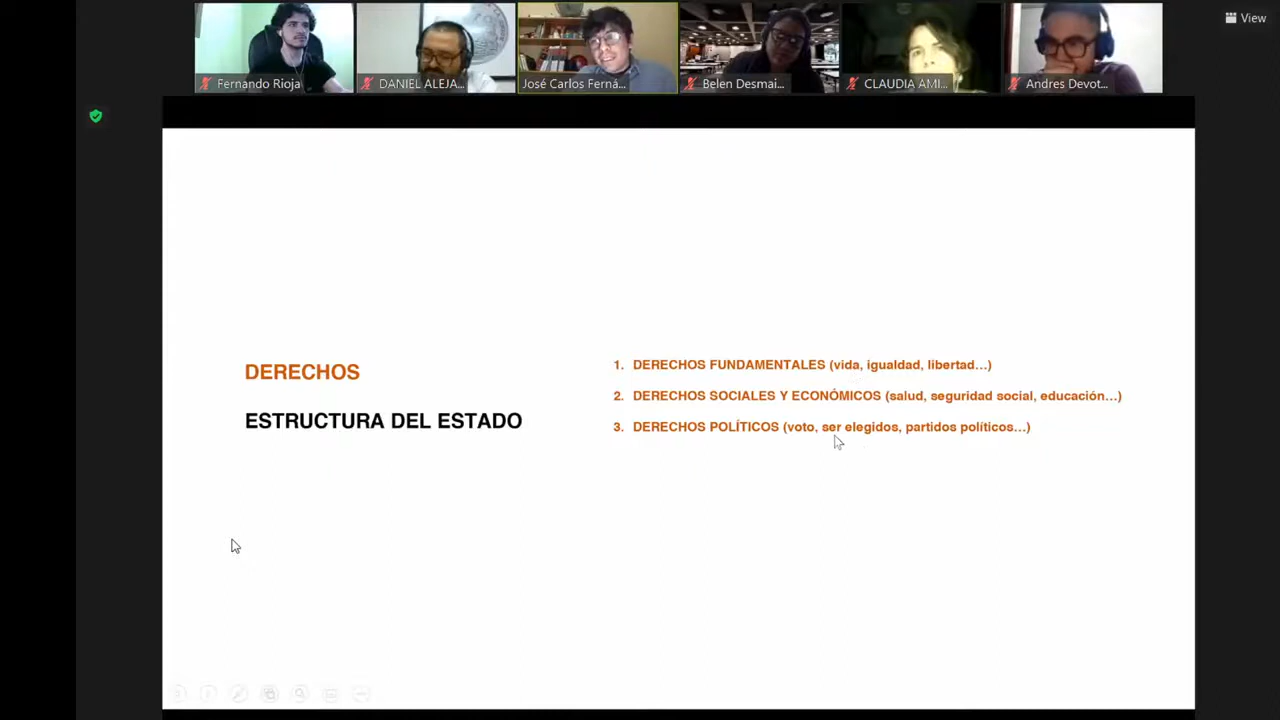 View
Fernando Rioja
DANIEL ALEJA...
José Carlos Ferná...
Belen Desmai...
CLAUDIA AMI...
Andres Devot...
DERECHOS
ESTRUCTURA DEL ESTADO
1. DERECHOS FUNDAMENTALES (vida, igualdad, libertad...)
2. DERECHOS SOCIALES Y ECONÓMICOS (salud, seguridad social, educación...)
3. DERECHOS POLÍTICOS (voto, ser elegidos, partidos políticos...)